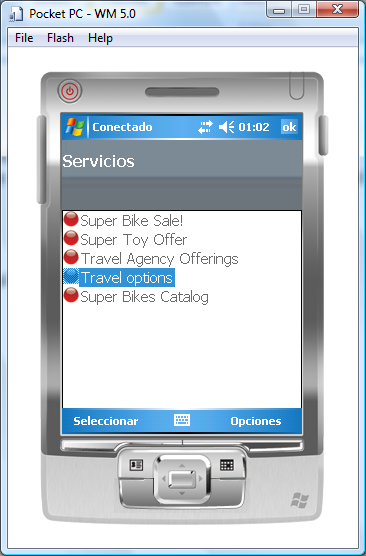 Pocket PC - WM 5.0
File Flash Help
Conectado 01:02 ok
Servicios
Super Bike Sale!
Super Toy Offer
Travel Agency Offerings
Travel options
Super Bikes Catalog
Seleccionar Opciones